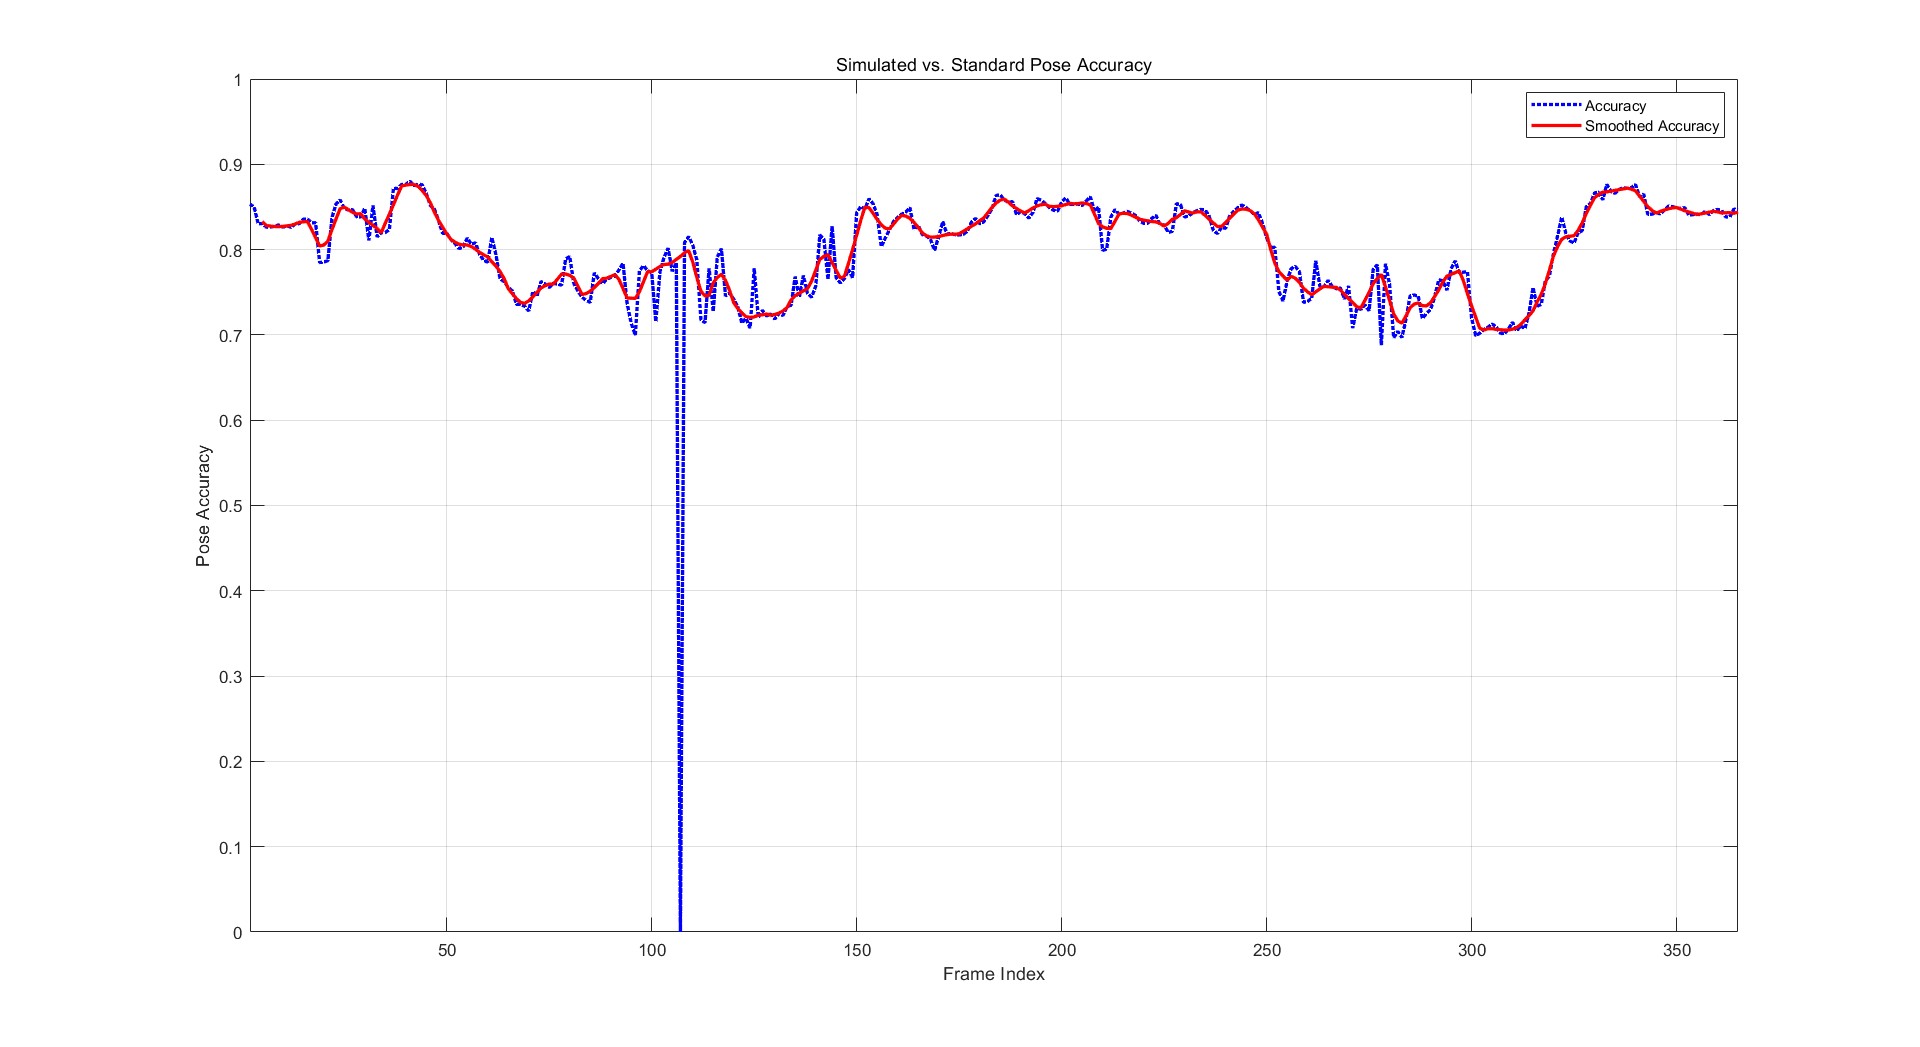 Simulated vs. Standard Pose Accuracy
1
Accuracy
Smoothed Accuracy
0.9
0.8
0.7
0.6
0.5
0.4
0.3
0.2
0.1
0
Pose Accuracy
50 100 150 200 250 300 350
Frame Index